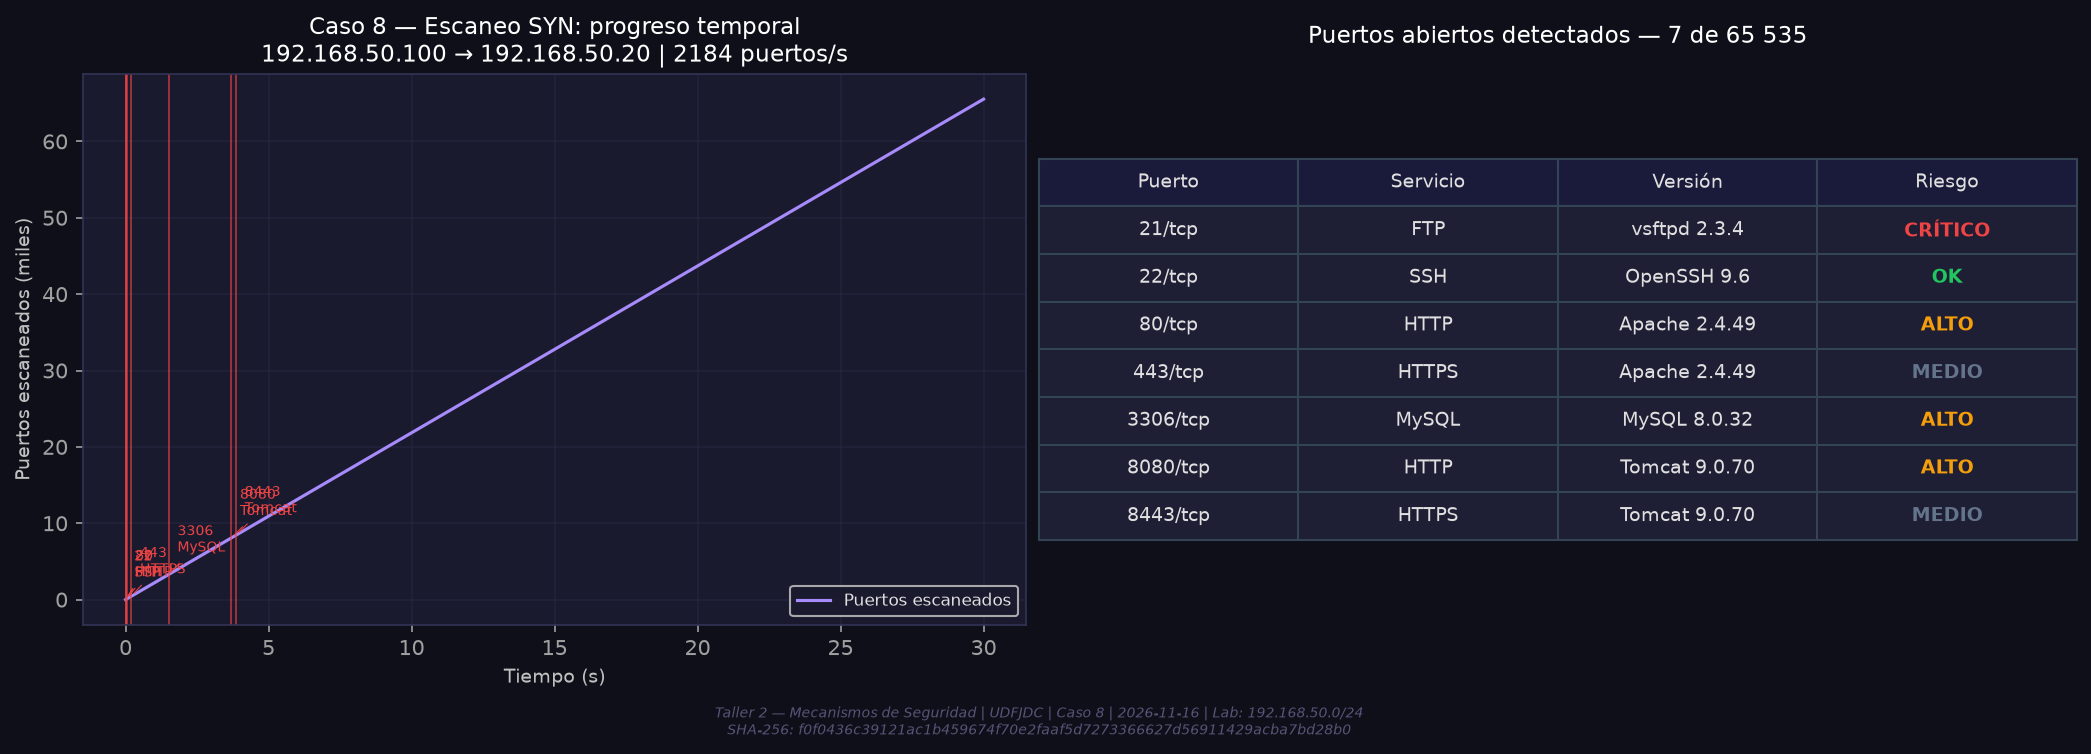 Caso 8 — Escaneo SYN: progreso temporal
192.168.50.100 → 192.168.50.20 | 2184 puertos/s
Puertos escaneados (miles)
60
50
40
30
20
10
0
8443
8080
Tomcat
Tomcat
3306
MySQL
443
HTTPS
Puertos escaneados
0
5
10
15
20
25
30
Tiempo (s)
Puertos abiertos detectados — 7 de 65 535
Puerto Servicio Versión Riesgo
21/tcp FTP vsftpd 2.3.4 CRÍTICO
22/tcp SSH OpenSSH 9.6 OK
80/tcp HTTP Apache 2.4.49 ALTO
443/tcp HTTPS Apache 2.4.49 MEDIO
3306/tcp MySQL MySQL 8.0.32 ALTO
8080/tcp HTTP Tomcat 9.0.70 ALTO
8443/tcp HTTPS Tomcat 9.0.70 MEDIO
Taller 2 — Mecanismos de Seguridad | UDFJDC | Caso 8 | 2026-11-16 | Lab: 192.168.50.0/24
SHA-256: f0f0436c39121ac1b459674f70e2faaf5d7273366627d56911429acba7bd28b0